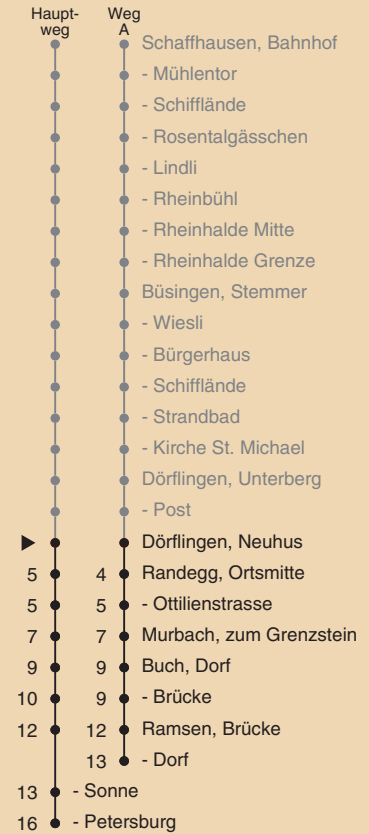 Haupt- Weg
weg A
Schaffhausen, Bahnhof
- Mühlentor
- Schifflände
- Rosentalgässchen
- Lindli
- Rheinbühl
- Rheinhalde Mitte
- Rheinhalde Grenze
Büsingen, Stemmer
- Wiesli
- Bürgerhaus
- Schifflände
- Strandbad
- Kirche St. Michael
Dörflingen, Unterberg
- Post
Dörflingen, Neuhus
5 4 Randegg, Ortsmitte
5 5 - Ottilienstrasse
7 7 Murbach, zum Grenzstein
9 9 Buch, Dorf
10 9 - Brücke
12 12 Ramsen, Brücke
13 - Dorf
13 - Sonne
16 - Petersburg